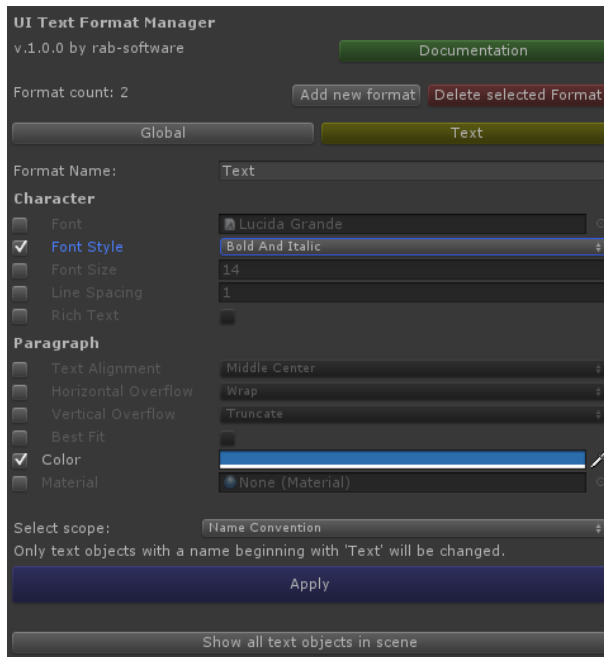 UI Text Format Manager
v.1.0.0 by rab-software Documentation
Format count: 2 Add new format Delete selected Format
Global Text
Format Name: Text
Character
Font Lucida Grande
Font Style Bold And Italic
Font Size 14
Line Spacing 1
Rich Text
Paragraph
Text Alignment Middle Center
Horizontal Overflow Wrap
Vertical Overflow Truncate
Best Fit
Color
Material None (Material)
Select scope: Name Convention
Only text objects with a name beginning with 'Text' will be changed.
Apply
Show all text objects in scene